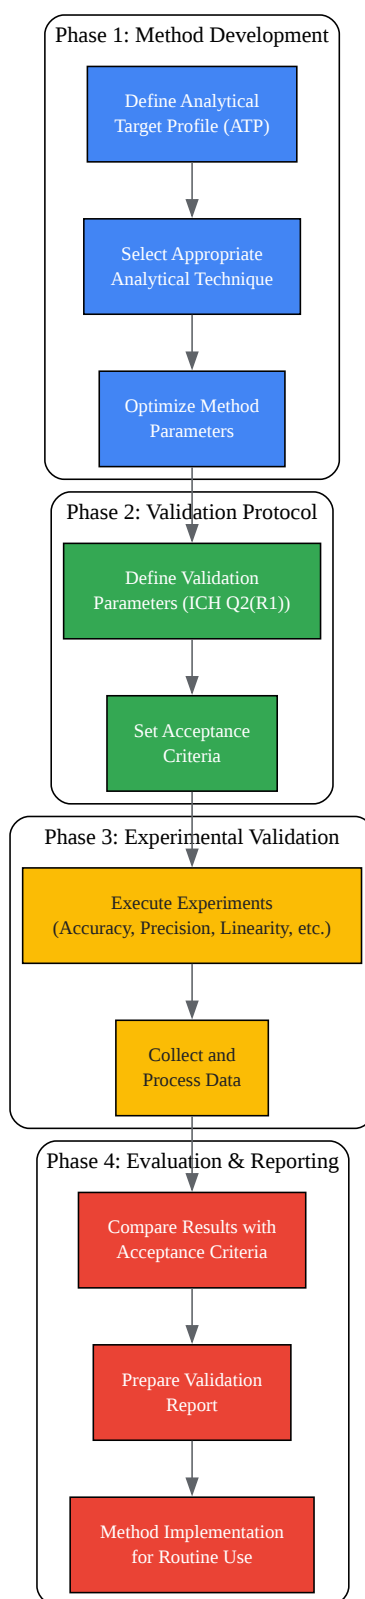 Phase 1: Method Development
Define Analytical
Target Profile (ATP)
Select Appropriate
Analytical Technique
Optimize Method
Parameters
Phase 2: Validation Protocol
Define Validation
Parameters (ICH Q2(R1))
Set Acceptance
Criteria
Phase 3: Experimental Validation
Execute Experiments
(Accuracy, Precision, Linearity, etc.)
Collect and
Process Data
Phase 4: Evaluation & Reporting
Compare Results with
Acceptance Criteria
Prepare Validation
Report
Method Implementation
for Routine Use